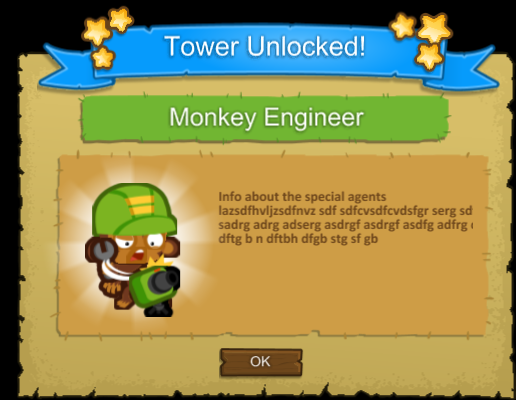 Tower Unlocked!
Monkey Engineer
Info about the special agents
lazsdfhvljzsdfnvz sdf sdfcvsdfcvdsfgr serg sd
sadrg adrg adserg asdrgf asdrgf asdfg adfrg
dftg b n dftbh dfgb stg sf gb
OK